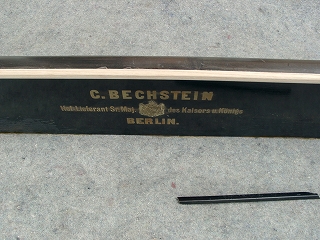 C. BECHSTEIN
Hoflieferant Sr. Maj. des Kaisers u. Königs
BERLIN.